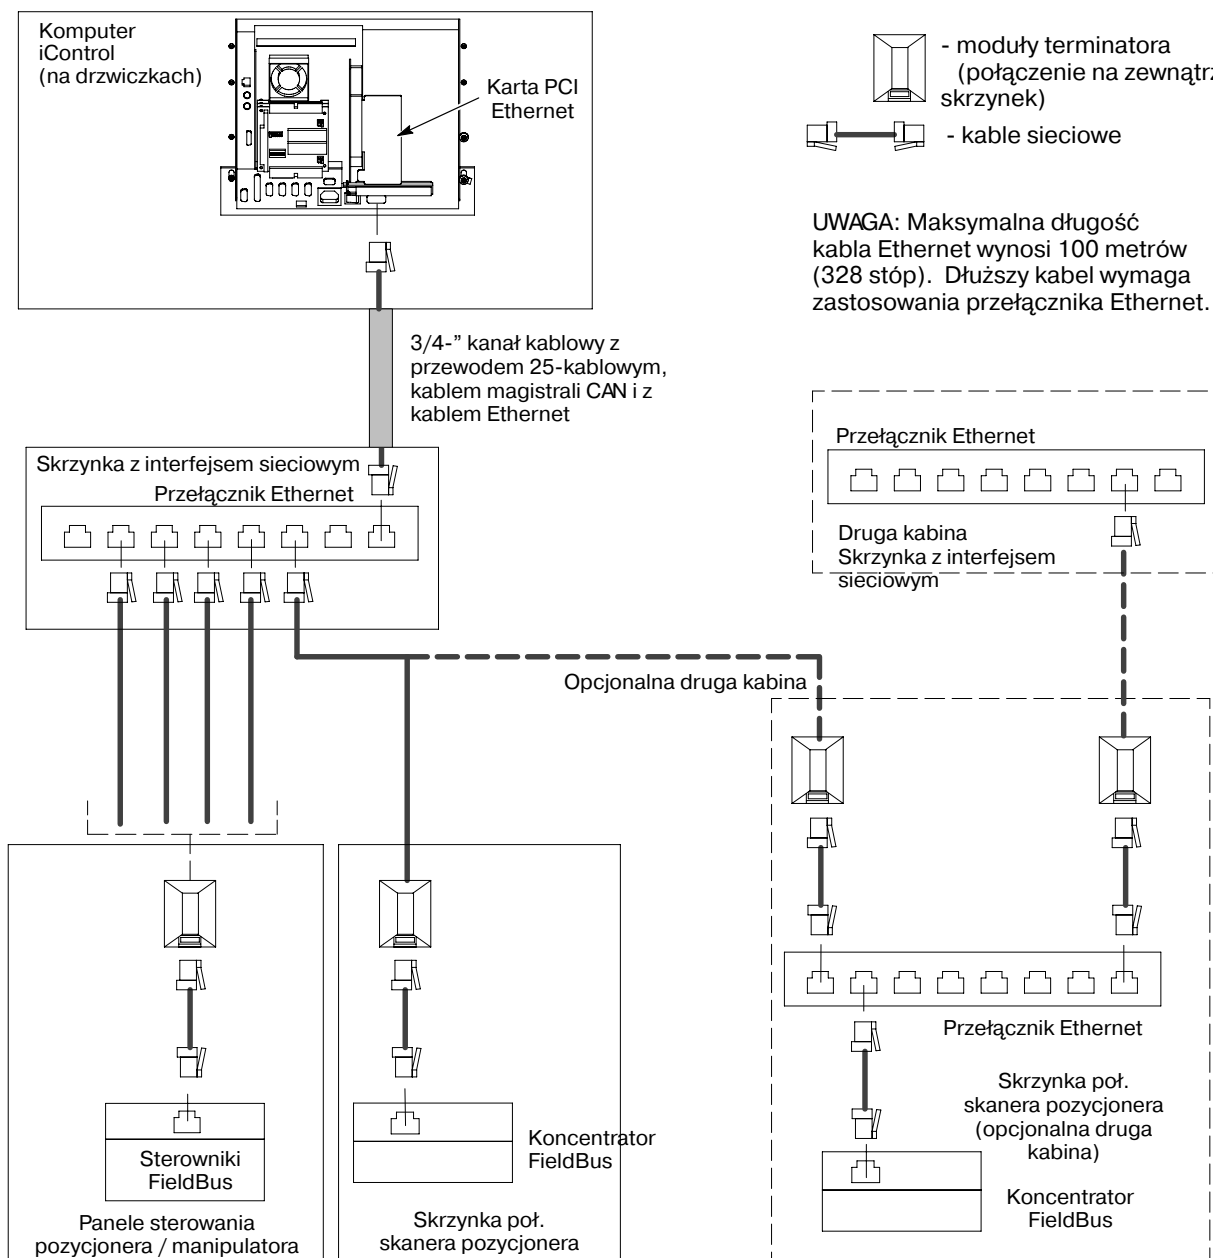 Komputer
iControl
(na drzwiczkach)
Karta PCI
Ethernet
- moduły terminatora
(połączenie na zewnątrz
skrzynek)
- kable sieciowe
UWAGA: Maksymalna długość
kabla Ethernet wynosi 100 metrów
(328 stóp). Dłuższy kabel wymaga
zastosowania przełącznika Ethernet.
3/4-” kanał kablowy z
przewodem 25-kablowym,
kablem magistrali CAN i z
kablem Ethernet
Skrzynka z interfejsem sieciowym
Przełącznik Ethernet
Przełącznik Ethernet
Druga kabina
Skrzynka z interfejsem
sieciowym
Opcjonalna druga kabina
Przełącznik Ethernet
Skrzynka poł.
skanera pozycjonera
(opcjonalna druga
kabina)
Koncentrator
FieldBus
Sterowniki
FieldBus
Panele sterowania
pozycjonera / manipulatora
Koncentrator
FieldBus
Skrzynka poł.
skanera pozycjonera